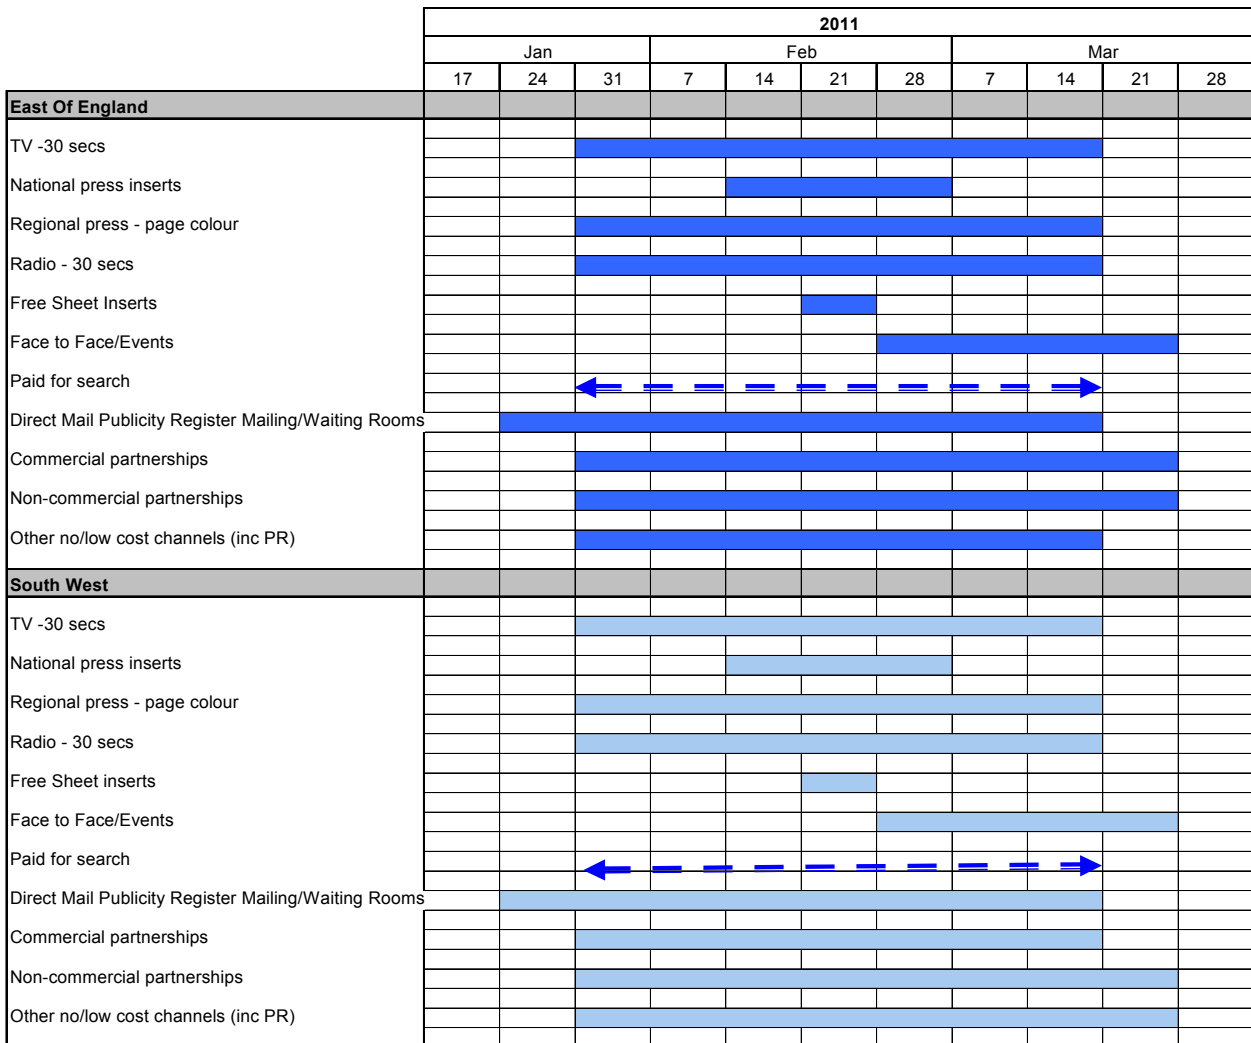 2011
Jan Feb Mar
17 24 31 7 14 21 28 7 14 21 28
East Of England
TV -30 secs
National press inserts
Regional press - page colour
Radio - 30 secs
Free Sheet Inserts
Face to Face/Events
Paid for search
Direct Mail Publicity Register Mailing/Waiting Rooms
Commercial partnerships
Non-commercial partnerships
Other no/low cost channels (inc PR)
South West
TV -30 secs
National press inserts
Regional press - page colour
Radio - 30 secs
Free Sheet inserts
Face to Face/Events
Paid for search
Direct Mail Publicity Register Mailing/Waiting Rooms
Commercial partnerships
Non-commercial partnerships
Other no/low cost channels (inc PR)